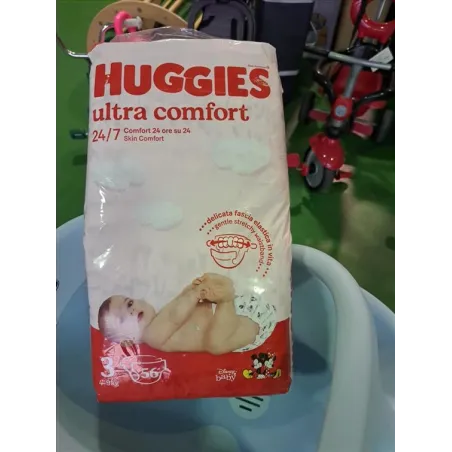 HUGGIES
ultra comfort
24/7 Comfort 24 ore su 24
Skin Comfort
delicata fascia elastica in vita
gentle stretchy waistband
3
56
Disney
baby